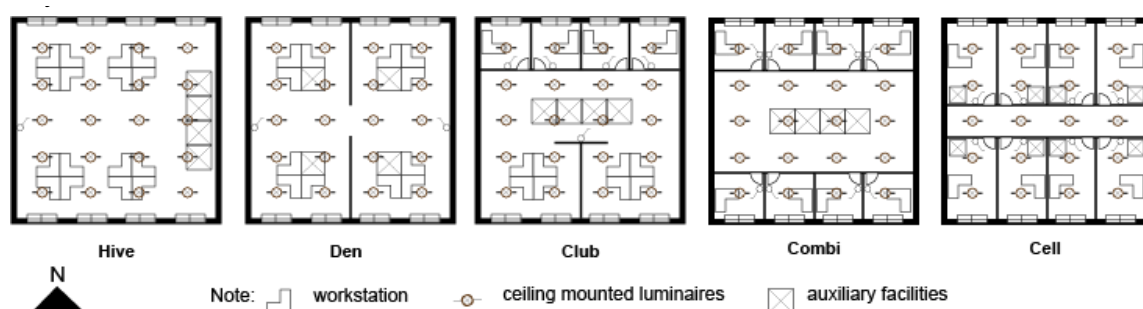 Hive Den Club Combi Cell
N
Note: workstation ceiling mounted luminaires auxiliary facilities